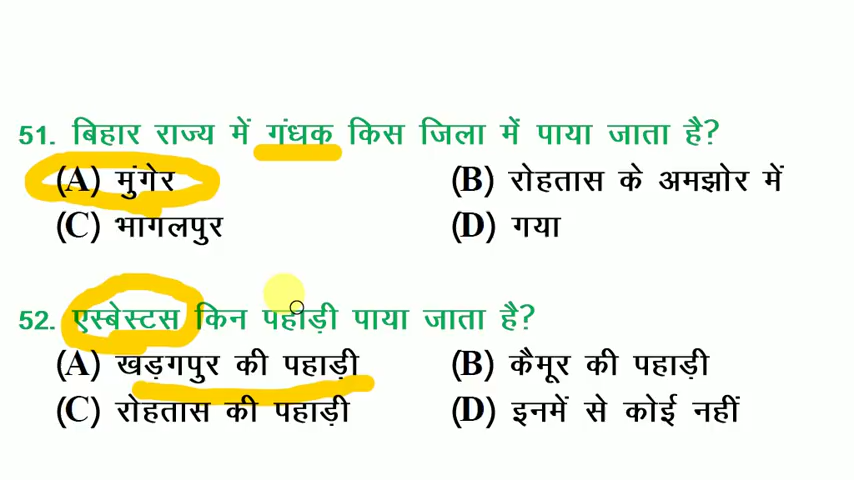 51. बिहार राज्य में गंधक किस जिला में पाया जाता है?
(A) मुंगेर (B) रोहतास के अमझोर में
(C) भागलपुर (D) गया
52. एस्बेस्टस किन पहाड़ी पाया जाता है?
(A) खड़गपुर की पहाड़ी (B) कैमूर की पहाड़ी
(C) रोहतास की पहाड़ी (D) इनमें से कोई नहीं